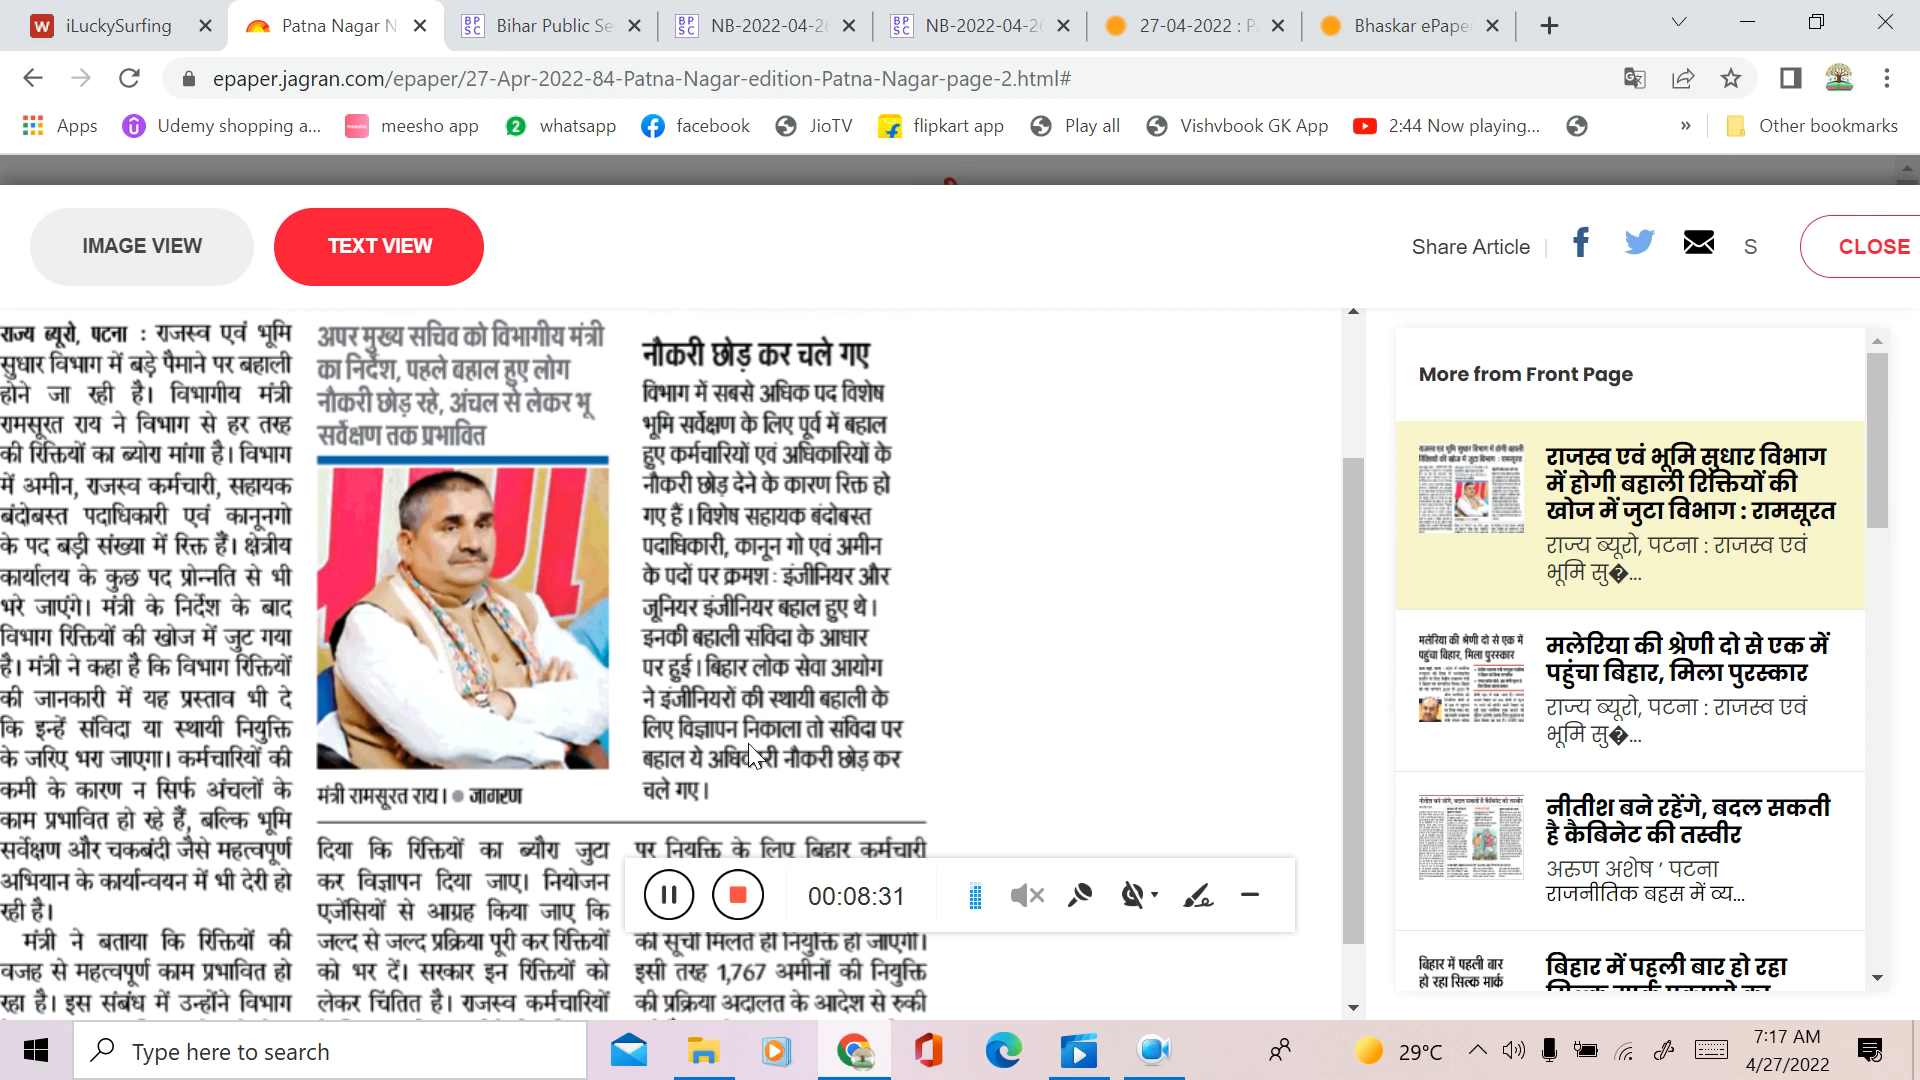 iLuckySurfing
Patna Nagar N
Bihar Public Se
NB-2022-04-26
NB-2022-04-26
27-04-2022 : P
Bhaskar ePape
epaper.jagran.com/epaper/27-Apr-2022-84-Patna-Nagar-edition-Patna-Nagar-page-2.html#
Apps
Udemy shopping a...
meesho app
whatsapp
facebook
JioTV
flipkart app
Play all
Vishvbook GK App
2:44 Now playing...
»
Other bookmarks
IMAGE VIEW
TEXT VIEW
Share Article
S
CLOSE
राज्य ब्यूरो, पटना : राजस्व एवं भूमि
सुधार विभाग में बड़े पैमाने पर बहाली
होने जा रही है। विभागीय मंत्री
रामसूरत राय ने विभाग से हर तरह
की रिक्तियों का ब्योरा मांगा है। विभाग
में अमीन, राजस्व कर्मचारी, सहायक
बंदोबस्त पदाधिकारी एवं कानूनगो
के पद बड़ी संख्या में रिक्त हैं। क्षेत्रीय
कार्यालय के कुछ पद प्रोन्नति से भी
भरे जाएंगे। मंत्री के निर्देश के बाद
विभाग रिक्तियों की खोज में जुट गया
है। मंत्री ने कहा है कि विभाग रिक्तियों
की जानकारी में यह प्रस्ताव भी दे
कि इन्हें संविदा या स्थायी नियुक्ति
के जरिए भरा जाएगा। कर्मचारियों की
कमी के कारण न सिर्फ अंचलों के
काम प्रभावित हो रहे हैं, बल्कि भूमि
सर्वेक्षण और चकबंदी जैसे महत्वपूर्ण
अभियान के कार्यान्वयन में भी देरी हो
रही है।
मंत्री ने बताया कि रिक्तियों की
वजह से महत्वपूर्ण काम प्रभावित हो
रहा है। इस संबंध में उन्होंने विभाग
अपर मुख्य सचिव को विभागीय मंत्री
का निर्देश, पहले बहाल हुए लोग
नौकरी छोड़ रहे, अंचल से लेकर भू
सर्वेक्षण तक प्रभावित
मंत्री रामसूरत राय। ● जागरण
दिया कि रिक्तियों का ब्यौरा जुटा
कर विज्ञापन दिया जाए। नियोजन
एजेंसियों से आग्रह किया जाए कि
जल्द से जल्द प्रक्रिया पूरी कर रिक्तियों
को भर दें। सरकार इन रिक्तियों को
लेकर चिंतित है। राजस्व कर्मचारियों
नौकरी छोड़ कर चले गए
विभाग में सबसे अधिक पद विशेष
भूमि सर्वेक्षण के लिए पूर्व में बहाल
हुए कर्मचारियों एवं अधिकारियों के
नौकरी छोड़ देने के कारण रिक्त हो
गए हैं। विशेष सहायक बंदोबस्त
पदाधिकारी, कानून गो एवं अमीन
के पदों पर क्रमश: इंजीनियर और
जूनियर इंजीनियर बहाल हुए थे।
इनकी बहाली संविदा के आधार
पर हुई। बिहार लोक सेवा आयोग
ने इंजीनियरों की स्थायी बहाली के
लिए विज्ञापन निकाला तो संविदा पर
बहाल ये अधिकारी नौकरी छोड़ कर
चले गए।
पर नियुक्ति के लिए बिहार कर्मचारी
की सूची मिलते ही नियुक्ति हो जाएगी।
इसी तरह 1,767 अमीनों की नियुक्ति
की प्रक्रिया अदालत के आदेश से रुकी
00:08:31
More from Front Page
राजस्व एवं भूमि सुधार विभाग
में होगी बहाली रिक्तियों की
खोज में जुटा विभाग : रामसूरत
राज्य ब्यूरो, पटना : राजस्व एवं
भूमि सु�...
मलेरिया की श्रेणी दो से एक में
पहुंचा बिहार, मिला पुरस्कार
मलेरिया की श्रेणी दो से एक में
पहुंचा बिहार, मिला पुरस्कार
राज्य ब्यूरो, पटना : राजस्व एवं
भूमि सु�...
नीतीश बने रहेंगे, बदल सकती
है कैबिनेट की तस्वीर
अरुण अशेष ’ पटना
राजनीतिक बहस में व्य...
बिहार में पहली बार
हो रहा सिल्क मार्क
बिहार में पहली बार हो रहा
Type here to search
29°C
7:17 AM
4/27/2022